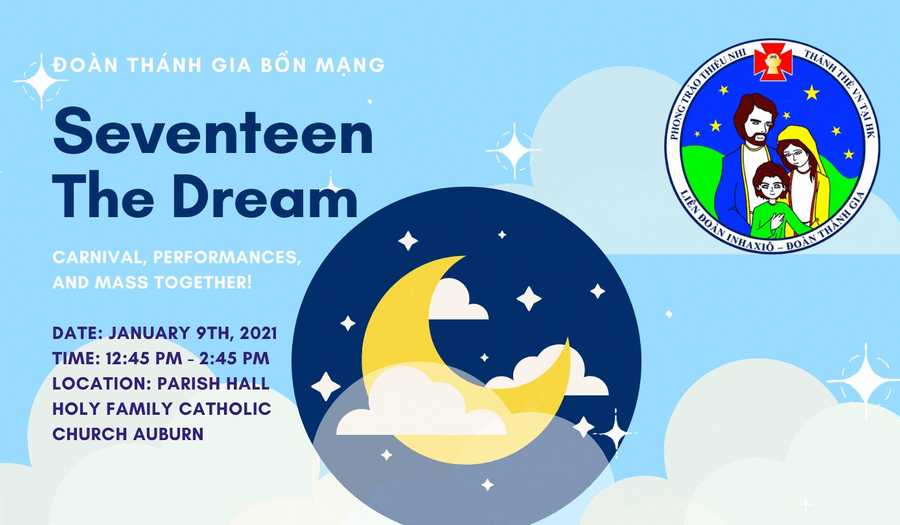 ĐOÀN THÁNH GIA BỔN MẠNG
Seventeen
The Dream
CARNIVAL, PERFORMANCES,
AND MASS TOGETHER!
DATE: JANUARY 9TH, 2021
TIME: 12:45 PM - 2:45 PM
LOCATION: PARISH HALL
HOLY FAMILY CATHOLIC
CHURCH AUBURN
PHONG TRÀO THIẾU NHI THÁNH THỂ VN TẠI HK
LIÊN ĐOÀN INHAXIÔ – ĐOÀN THÁNH GIA